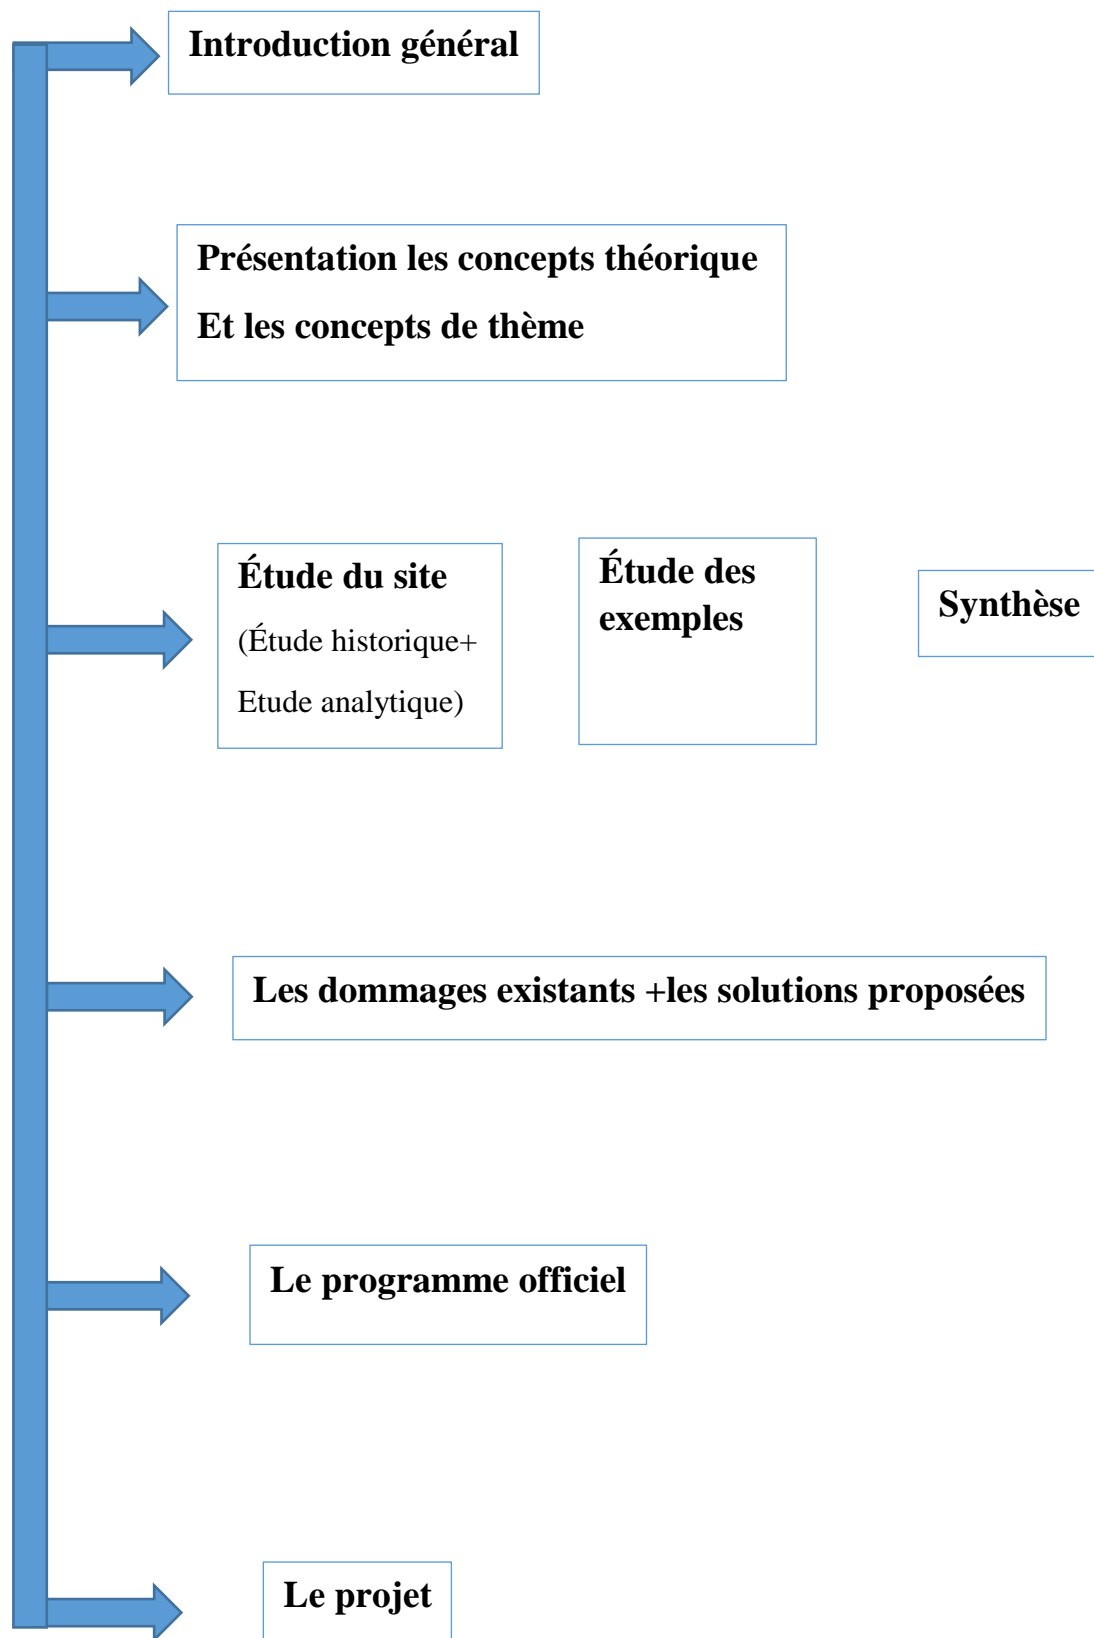 Introduction général
Présentation les concepts théorique
Et les concepts de thème
Étude du site
(Étude historique+
Etude analytique)
Étude des
exemples
Synthèse
Les dommages existants +les solutions proposées
Le programme officiel
Le projet